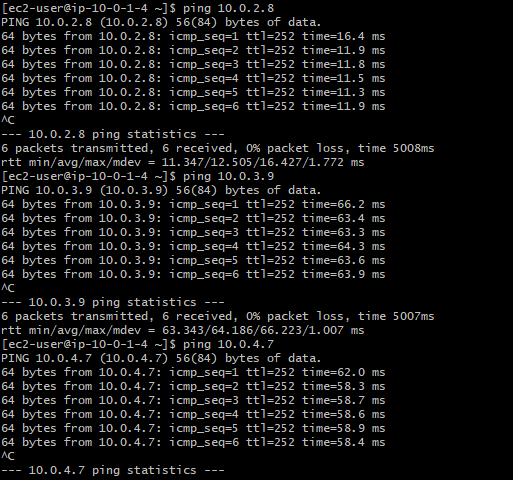 [ec2-user@ip-10-0-1-4 ~]$ ping 10.0.2.8
PING 10.0.2.8 (10.0.2.8) 56(84) bytes of data.
64 bytes from 10.0.2.8: icmp_seq=1 ttl=252 time=16.4 ms
64 bytes from 10.0.2.8: icmp_seq=2 ttl=252 time=11.9 ms
64 bytes from 10.0.2.8: icmp_seq=3 ttl=252 time=11.8 ms
64 bytes from 10.0.2.8: icmp_seq=4 ttl=252 time=11.5 ms
64 bytes from 10.0.2.8: icmp_seq=5 ttl=252 time=11.3 ms
64 bytes from 10.0.2.8: icmp_seq=6 ttl=252 time=11.9 ms
^C
--- 10.0.2.8 ping statistics ---
6 packets transmitted, 6 received, 0% packet loss, time 5008ms
rtt min/avg/max/mdev = 11.347/12.505/16.427/1.772 ms
[ec2-user@ip-10-0-1-4 ~]$ ping 10.0.3.9
PING 10.0.3.9 (10.0.3.9) 56(84) bytes of data.
64 bytes from 10.0.3.9: icmp_seq=1 ttl=252 time=66.2 ms
64 bytes from 10.0.3.9: icmp_seq=2 ttl=252 time=63.4 ms
64 bytes from 10.0.3.9: icmp_seq=3 ttl=252 time=63.3 ms
64 bytes from 10.0.3.9: icmp_seq=4 ttl=252 time=64.3 ms
64 bytes from 10.0.3.9: icmp_seq=5 ttl=252 time=63.6 ms
64 bytes from 10.0.3.9: icmp_seq=6 ttl=252 time=63.9 ms
^C
--- 10.0.3.9 ping statistics ---
6 packets transmitted, 6 received, 0% packet loss, time 5007ms
rtt min/avg/max/mdev = 63.343/64.186/66.223/1.007 ms
[ec2-user@ip-10-0-1-4 ~]$ ping 10.0.4.7
PING 10.0.4.7 (10.0.4.7) 56(84) bytes of data.
64 bytes from 10.0.4.7: icmp_seq=1 ttl=252 time=62.0 ms
64 bytes from 10.0.4.7: icmp_seq=2 ttl=252 time=58.3 ms
64 bytes from 10.0.4.7: icmp_seq=3 ttl=252 time=58.7 ms
64 bytes from 10.0.4.7: icmp_seq=4 ttl=252 time=58.6 ms
64 bytes from 10.0.4.7: icmp_seq=5 ttl=252 time=58.9 ms
64 bytes from 10.0.4.7: icmp_seq=6 ttl=252 time=58.4 ms
^C
--- 10.0.4.7 ping statistics ---